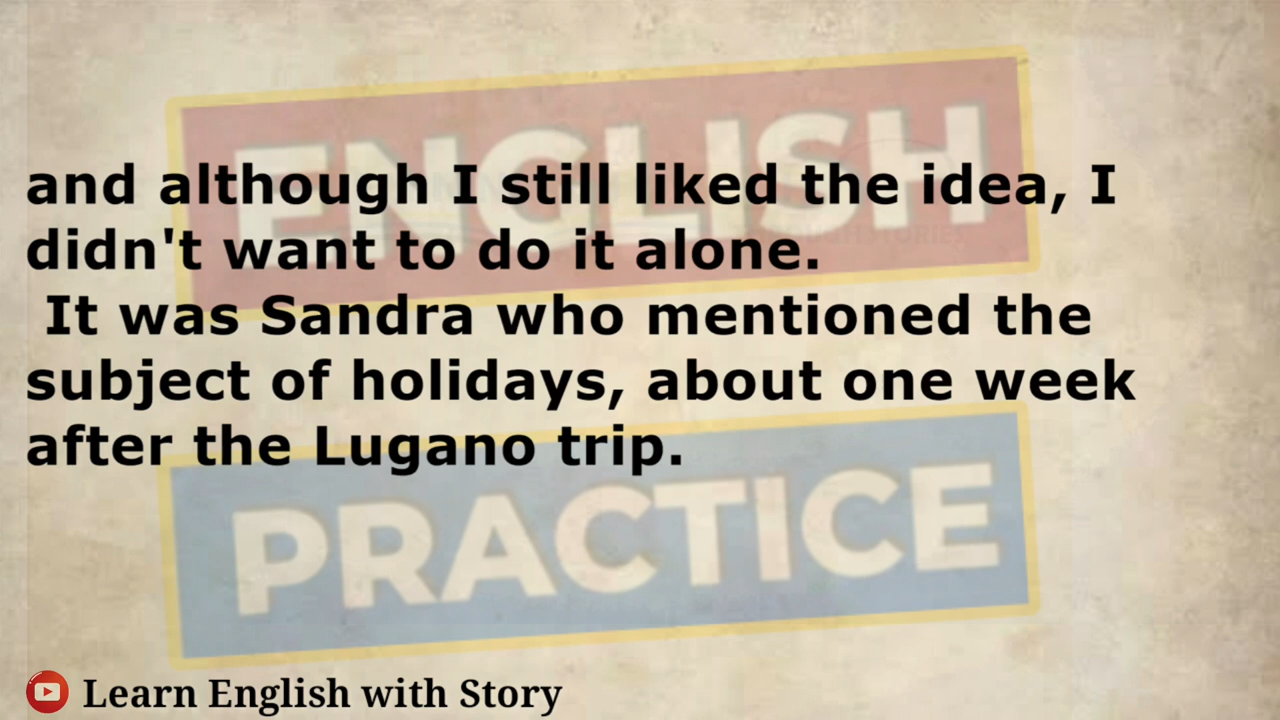 ENGLISH
and although I still liked the idea, I
didn't want to do it alone.
It was Sandra who mentioned the
subject of holidays, about one week
after the Lugano trip.
PRACTICE
Learn English with Story